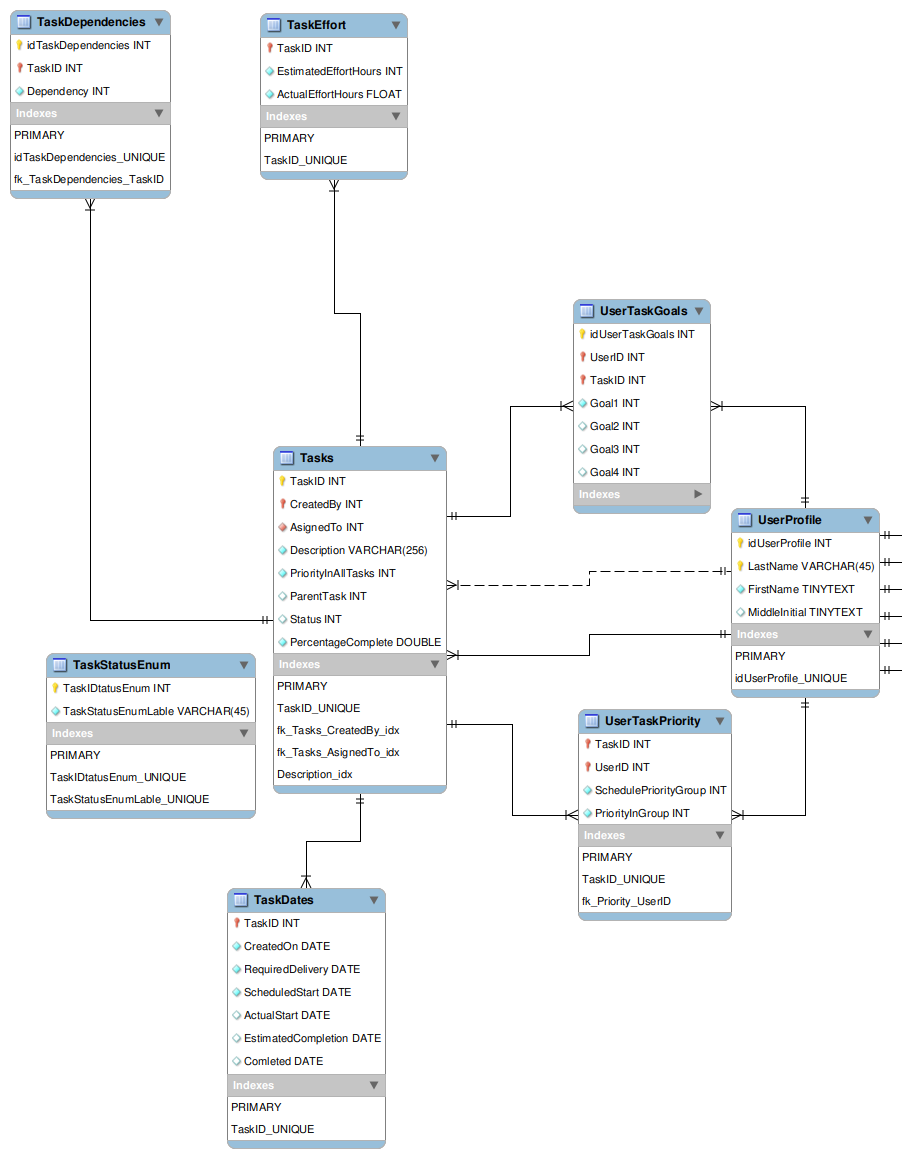 TaskDependencies
idTaskDependencies INT
TaskID INT
Dependency INT
Indexes
PRIMARY
idTaskDependencies_UNIQUE
fk_TaskDependencies_TaskID
TaskEffort
TaskID INT
EstimatedEffortHours INT
ActualEffortHours FLOAT
Indexes
PRIMARY
TaskID_UNIQUE
UserTaskGoals
idUserTaskGoals INT
UserID INT
TaskID INT
Goal1 INT
Goal2 INT
Goal3 INT
Goal4 INT
Indexes
Tasks
TaskID INT
CreatedBy INT
AsignedTo INT
Description VARCHAR(256)
PriorityInAllTasks INT
ParentTask INT
Status INT
PercentageComplete DOUBLE
Indexes
PRIMARY
TaskID_UNIQUE
fk_Tasks_CreatedBy_idx
fk_Tasks_AsignedTo_idx
Description_idx
UserProfile
idUserProfile INT
LastName VARCHAR(45)
FirstName TINYTEXT
MiddleInitial TINYTEXT
Indexes
PRIMARY
idUserProfile_UNIQUE
TaskStatusEnum
TaskIDtatusEnum INT
TaskStatusEnumLable VARCHAR(45)
Indexes
PRIMARY
TaskIDtatusEnum_UNIQUE
TaskStatusEnumLable_UNIQUE
UserTaskPriority
TaskID INT
UserID INT
SchedulePriorityGroup INT
PriorityInGroup INT
Indexes
PRIMARY
TaskID_UNIQUE
fk_Priority_UserID
TaskDates
TaskID INT
CreatedOn DATE
RequiredDelivery DATE
ScheduledStart DATE
ActualStart DATE
EstimatedCompletion DATE
Comleted DATE
Indexes
PRIMARY
TaskID_UNIQUE